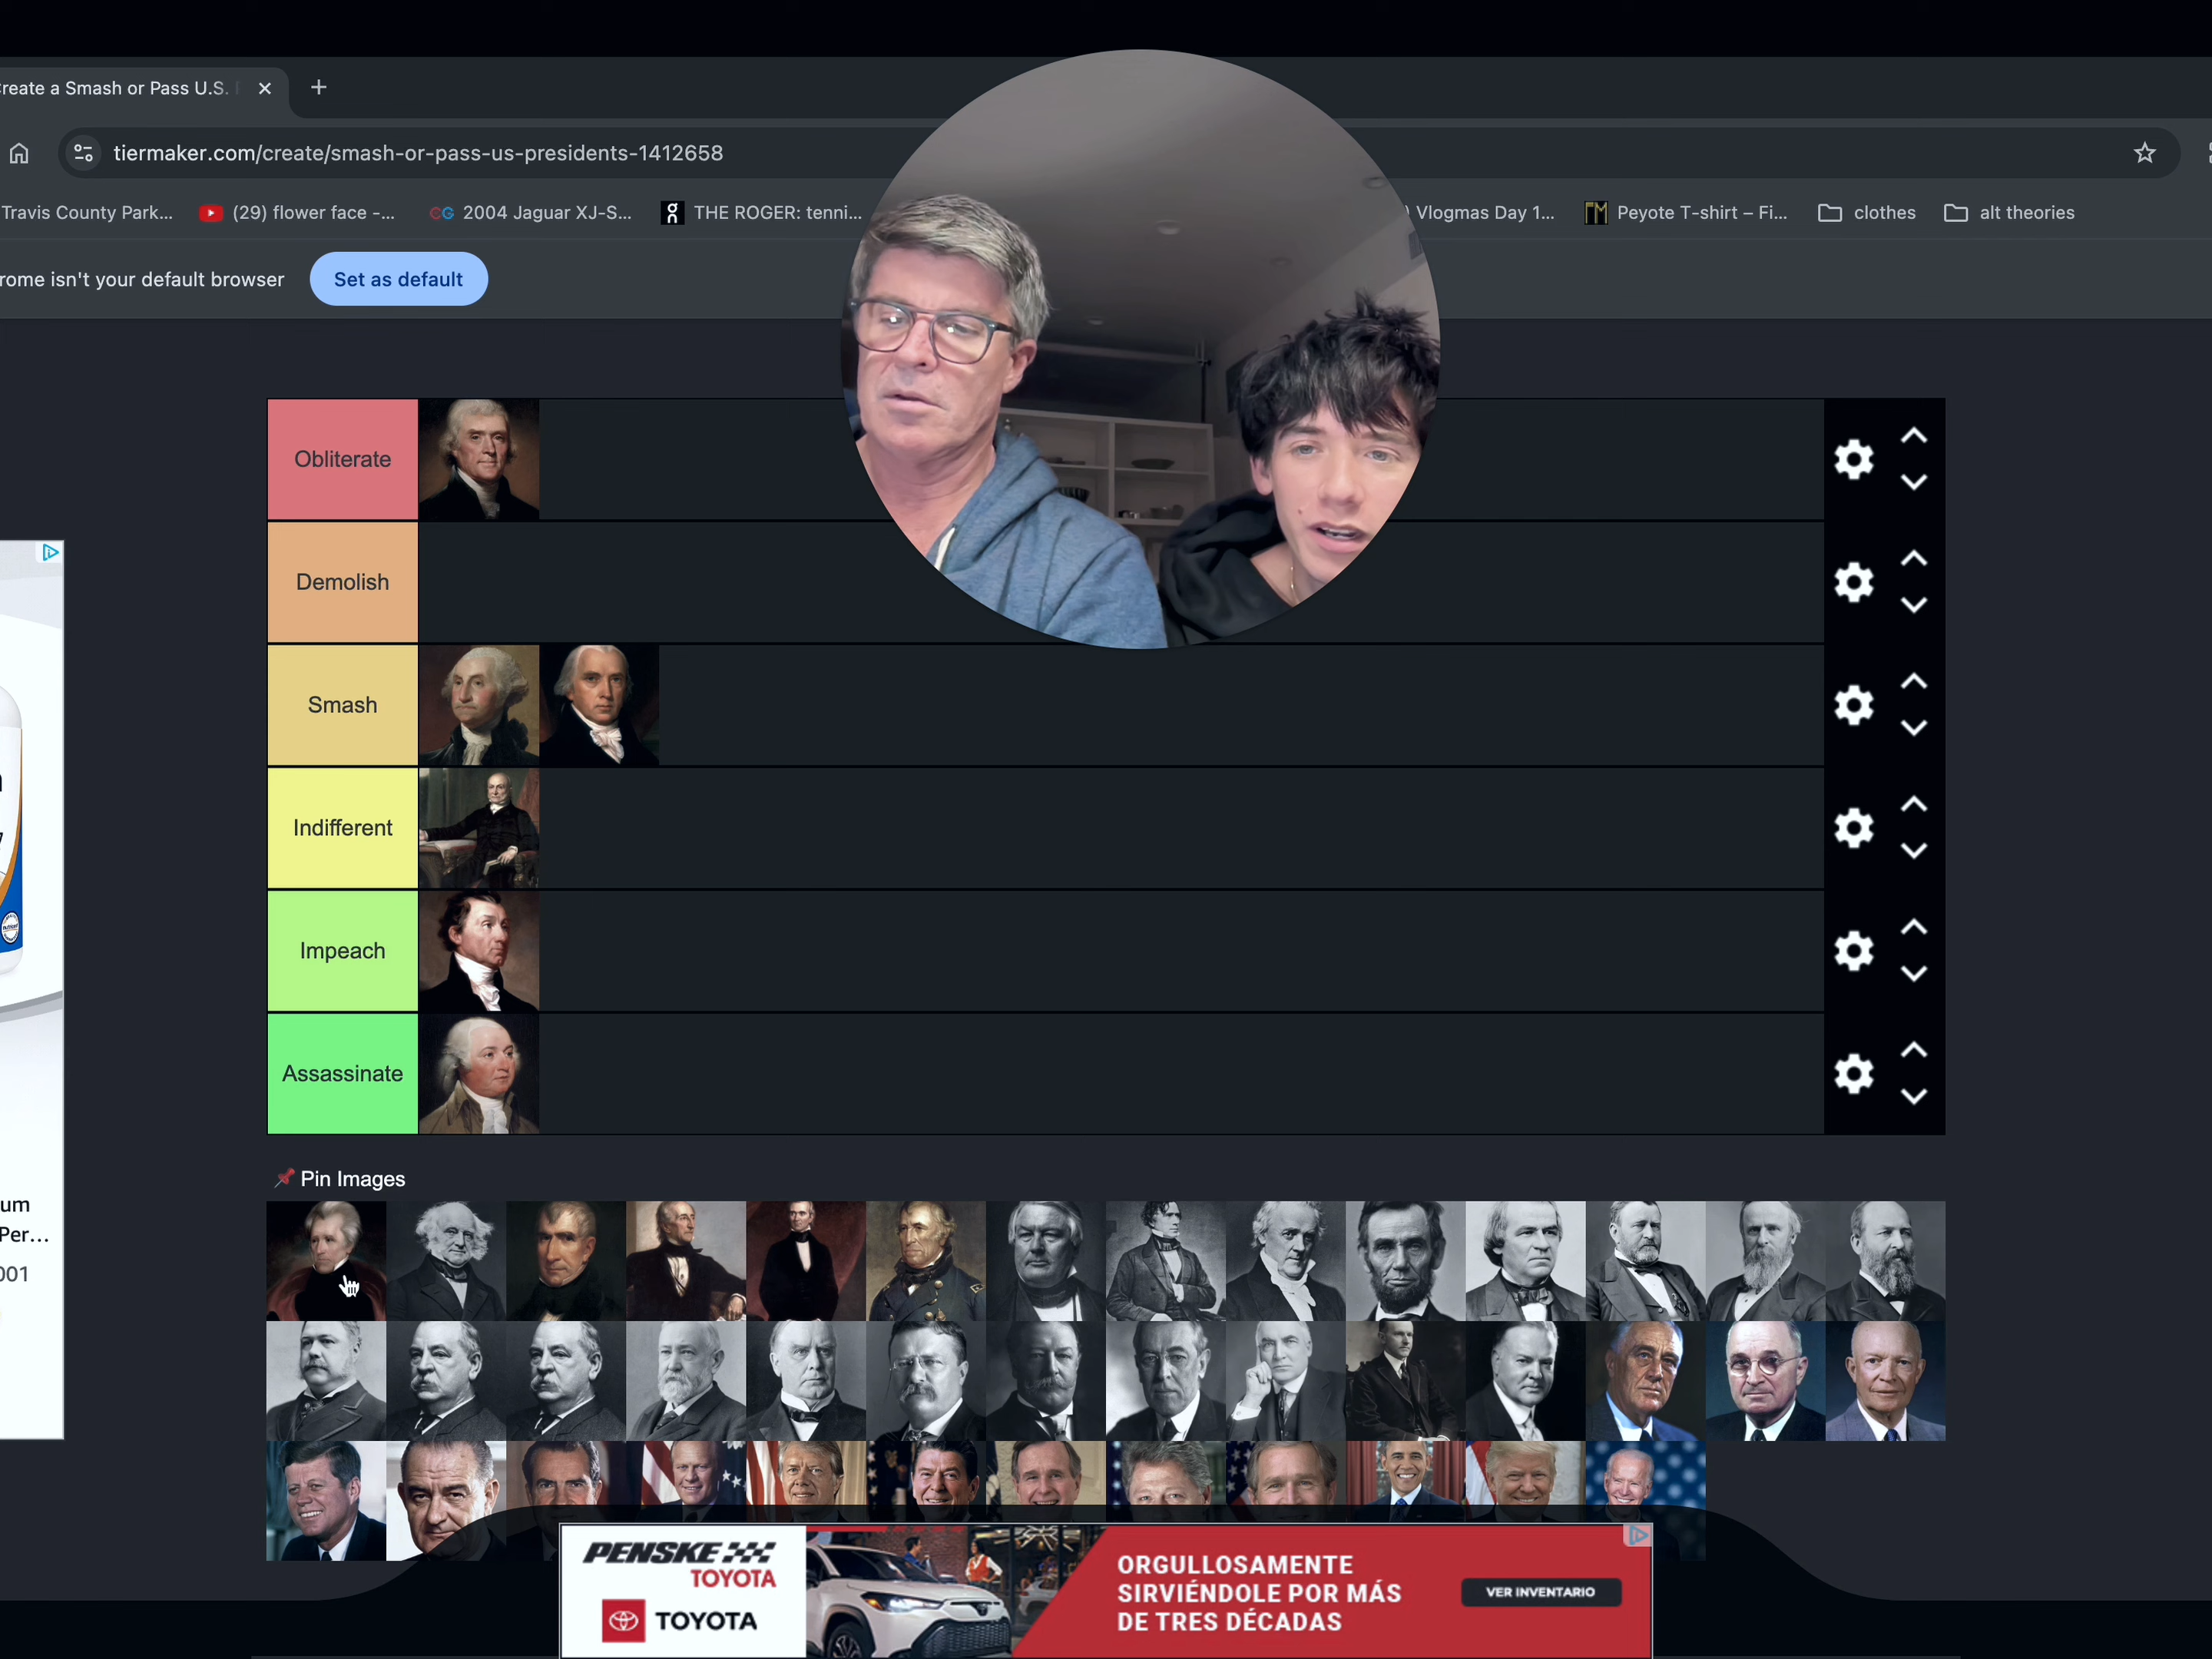 reate a Smash or Pass U.S.
tiermaker.com/create/smash-or-pass-us-presidents-1412658
Travis County Park...
(29) flower face -...
CG 2004 Jaguar XJ-S...
THE ROGER: tenni...
Vlogmas Day 1...
Peyote T-shirt – Fi...
clothes
alt theories
rome isn't your default browser
Set as default
Obliterate
Demolish
Smash
Indifferent
Impeach
Assassinate
um
Per...
001
Pin Images
PENSKE
TOYOTA
TOYOTA
ORGULLOSAMENTE
SIRVIÉNDOLE POR MÁS
DE TRES DÉCADAS
VER INVENTARIO